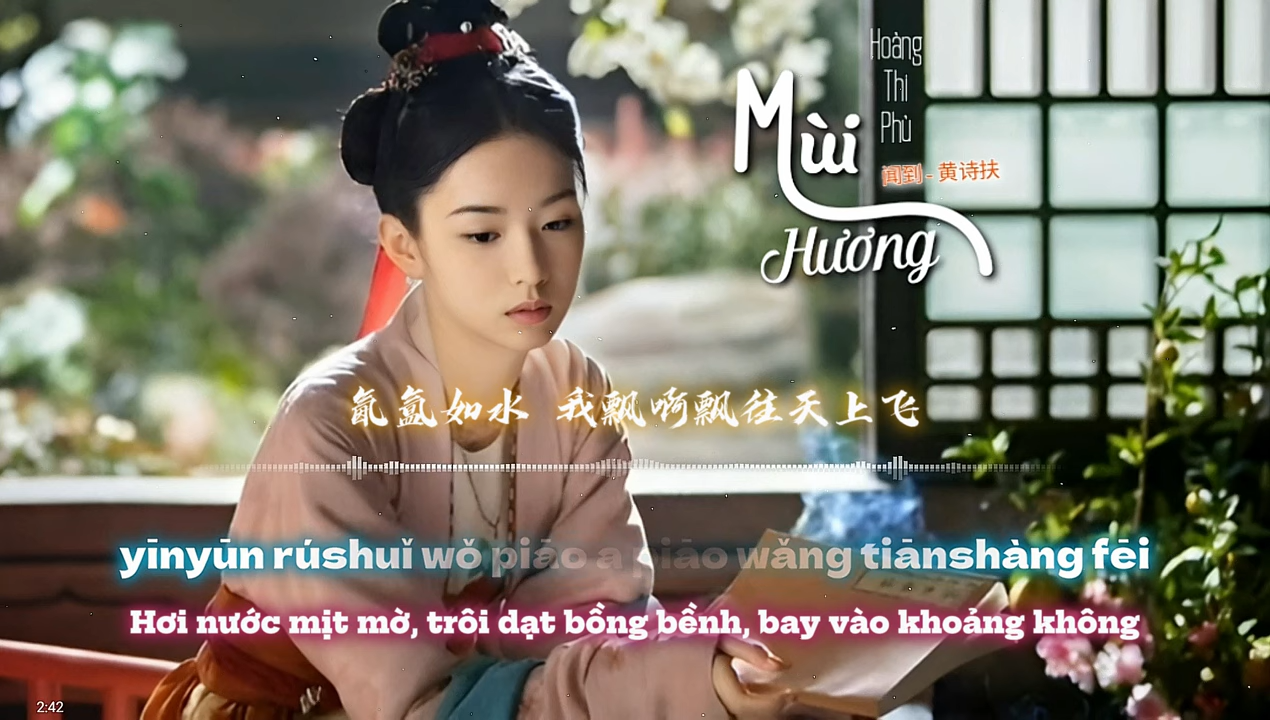 Hoàng
Thi
Phù
Mùi
闻到 - 黄诗扶
Hương
氤氲如水 我飘啊飘往天上飞
yīnyūn rúshuǐ wǒ piāo a piāo wǎng tiānshàng fēi
Hơi nước mịt mờ, trôi dạt bồng bềnh, bay vào khoảng không
2:42